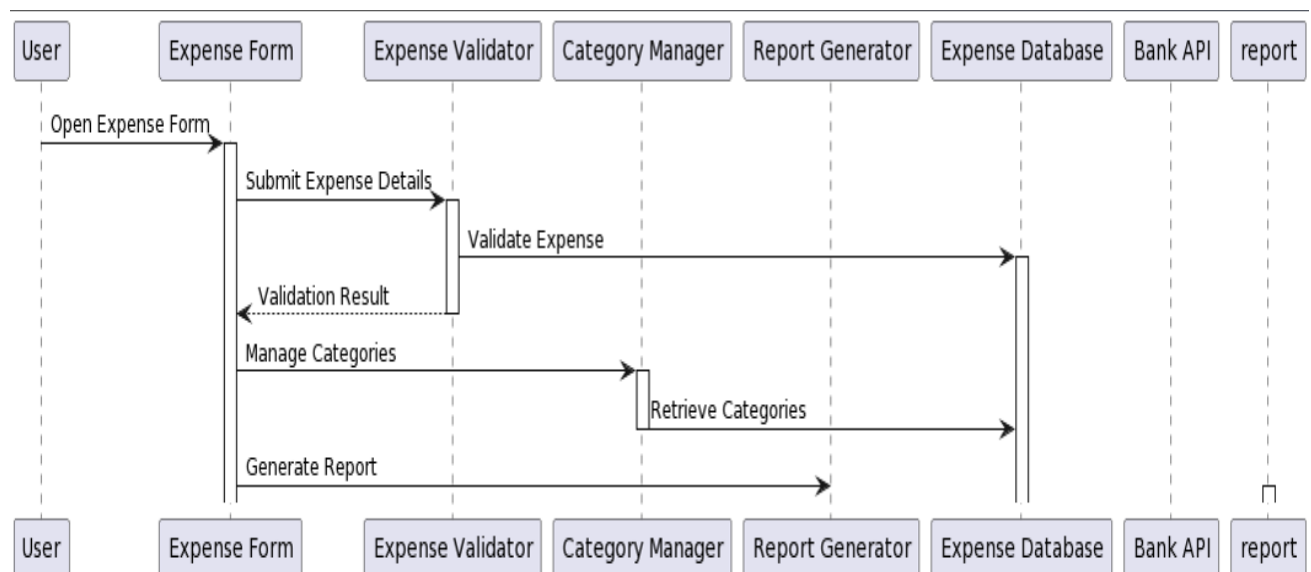 User
Expense Form
Expense Validator
Category Manager
Report Generator
Expense Database
Bank API
report
Open Expense Form
Submit Expense Details
Validate Expense
Validation Result
Manage Categories
Retrieve Categories
Generate Report
User
Expense Form
Expense Validator
Category Manager
Report Generator
Expense Database
Bank API
report